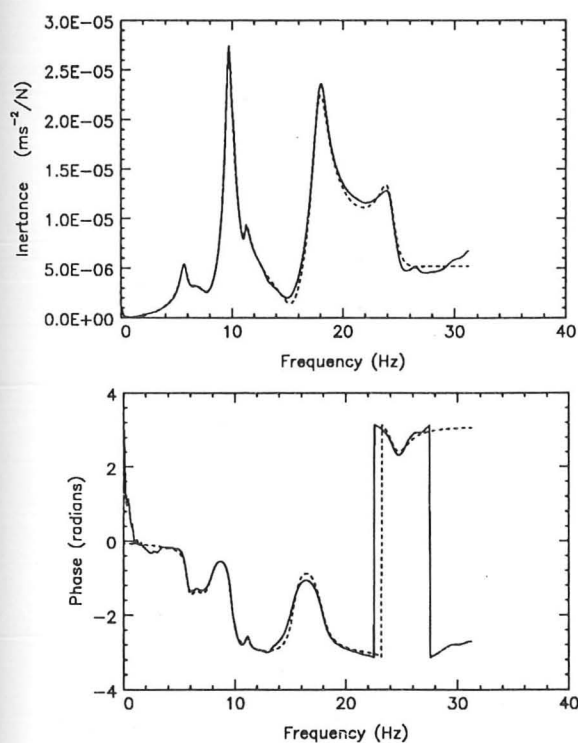 3.0E-05
2.5E-05
2.0E-05
1.5E-05
1.0E-05
5.0E-06
0.0E+00
Inertance (ms⁻²/N)
0 10 20 30 40
Frequency (Hz)
4
2
0
-2
-4
Phase (radians)
0 10 20 30 40
Frequency (Hz)